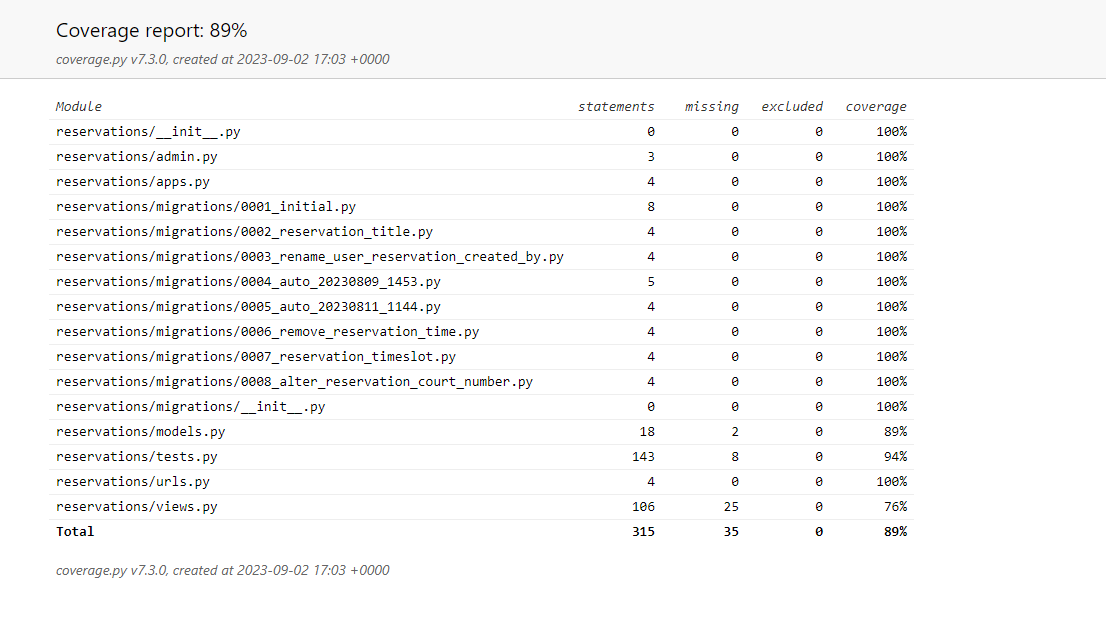 Coverage report: 89%
coverage.py v7.3.0, created at 2023-09-02 17:03 +0000
Module statements missing excluded coverage
reservations/__init__.py 0 0 0 100%
reservations/admin.py 3 0 0 100%
reservations/apps.py 4 0 0 100%
reservations/migrations/0001_initial.py 8 0 0 100%
reservations/migrations/0002_reservation_title.py 4 0 0 100%
reservations/migrations/0003_rename_user_reservation_created_by.py 4 0 0 100%
reservations/migrations/0004_auto_20230809_1453.py 5 0 0 100%
reservations/migrations/0005_auto_20230811_1144.py 4 0 0 100%
reservations/migrations/0006_remove_reservation_time.py 4 0 0 100%
reservations/migrations/0007_reservation_timeslot.py 4 0 0 100%
reservations/migrations/0008_alter_reservation_court_number.py 4 0 0 100%
reservations/migrations/__init__.py 0 0 0 100%
reservations/models.py 18 2 0 89%
reservations/tests.py 143 8 0 94%
reservations/urls.py 4 0 0 100%
reservations/views.py 106 25 0 76%
Total 315 35 0 89%
coverage.py v7.3.0, created at 2023-09-02 17:03 +0000